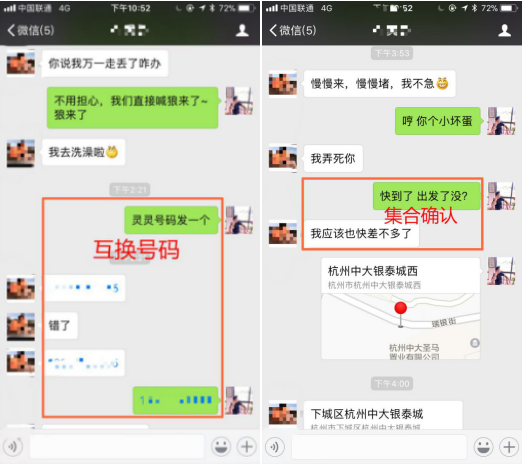 中国联通 4G 下午10:52 72%
微信(5)
你说我万一走丢了咋办
不用担心，我们直接喊狼来了~
狼来了
我去洗澡啦
下午2:21
灵灵号码发一个
互换号码
5
错了
6
1
中国联通 4G 52 72%
微信(5)
下午3:53
慢慢来，慢慢堵，我不急
哼 你个小坏蛋
我弄死你
快到了 出发了没?
集合确认
我应该也快差不多了
杭州中大银泰城西
杭州市杭州中大银泰城
瑞银街
杭州中大圣马
置业有限公司
下午4:00
下城区杭州中大银泰城
杭州市下城区杭州中大银泰城